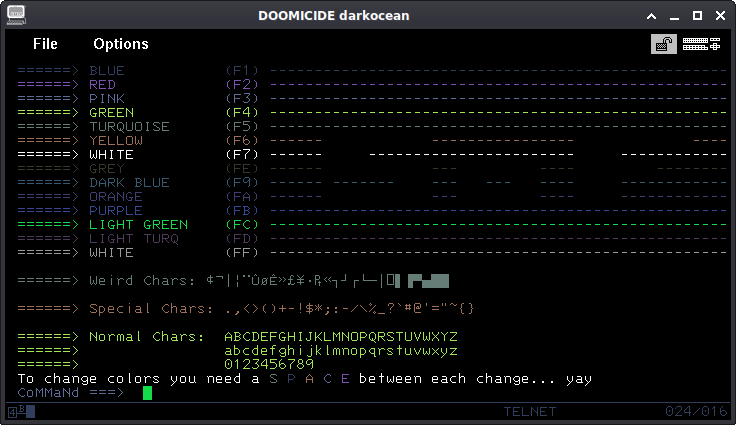 DOOMICIDE darkocean
File Options
======> BLUE (F1) ---------------------------------------------------
======> RED (F2) ---------------------------------------------------
======> PINK (F3) ---------------------------------------------------
======> GREEN (F4) ---------------------------------------------------
======> TURQUOISE (F5) ---------------------------------------------------
======> YELLOW (F6) ------ ---------------- ----
======> WHITE (F7) ------ ----------------------- ------------
======> GREY (FE) --- --- ---
======> DARK BLUE (F9) ------ ------- --- --- ------------
======> ORANGE (FA) ------ --- --- ------------
======> PURPLE (FB) ------ --- --- ------------
======> LIGHT GREEN (FC) ---------------------------------------------------
======> LIGHT TURQ (FD) ---------------------------------------------------
======> WHITE (FF) ---------------------------------------------------
======> Weird Chars: ¢¬|¦¨ÛøÊ»£¥·₧«┐┘┌└─│
======> Special Chars: .,<>()+-!$*;:-/\%_?`#@'="~{}
======> Normal Chars: ABCDEFGHIJKLMNOPQRSTUVWXYZ
======> abcdefghijklmnopqrstuvwxyz
======> 0123456789
To change colors you need a S P A C E between each change... yay
CoMMaNd ===>
4 B TELNET 024/016